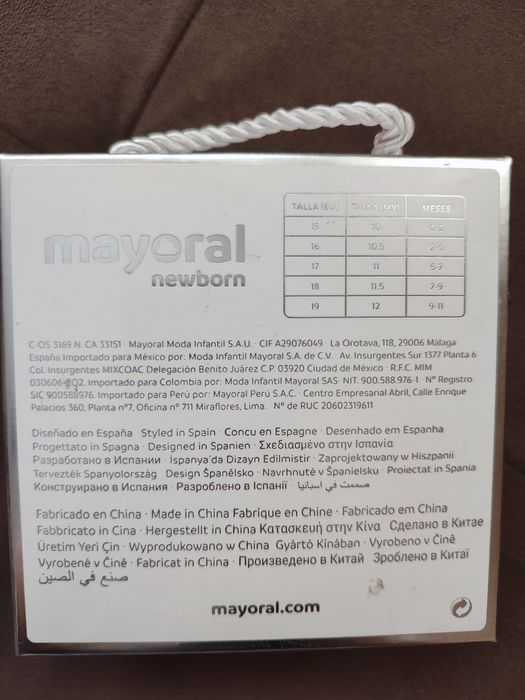 mayoral
newborn
TALLA (EU) TALLA (MX) MESES
15 10 0-2
16 10.5 2-5
17 11 5-7
18 11.5 7-9
19 12 9-11
C-OS 3169 N. CA 33151 · Mayoral Moda Infantil S.A.U. · CIF A29076049 · La Orotava, 118, 29006 Málaga
España Importado para México por: Moda Infantil Mayoral S.A. de C.V. · Av. Insurgentes Sur 1377 Planta 6
Col. Insurgentes MIXCOAC Delegación Benito Juárez C.P. 03920 Ciudad de México · R.F.C. MIM
030606 2Q2. Importado para Colombia por: Moda Infantil Mayoral SAS NIT. 900.588.976-1 · Nº Registro
SIC 900588976. Importado para Perú por: Mayoral Perú S.A.C. · Centro Empresarial Abril, Calle Enrique
Palacios 360, Planta nº7, Oficina nº 711 Miraflores, Lima. Nº de RUC 20602319611
Diseñado en España · Styled in Spain · Concu en Espagne · Desenhado em Espanha
Progettato in Spagna · Designed in Spanien · Σχεδιασμένο στην Ισπανία
Разработано в Испании · Ispanya'da Dizayn Edilmistir · Zaprojektowany w Hiszpanii
Tervezték Spanyolország · Design Španělsko · Navrhnuté v Španielsku · Proiectat in Spania
Конструирано в Испания · Разроблено в Іспанії · صممت في اسبانيا
Fabricado en China · Made in China Fabrique en Chine · Fabricado em China
Fabbricato in Cina · Hergestellt in China Κατασκευή στην Κίνα Сделано в Китае
Üretim Yeri Çin · Wyprodukowano w China Gyártó Kínában · Vyrobeno v Čině
Vyrobené v Čině · Fabricat in China · Произведено в Китай Зроблено в Китаї
صنع في الصين
mayoral.com